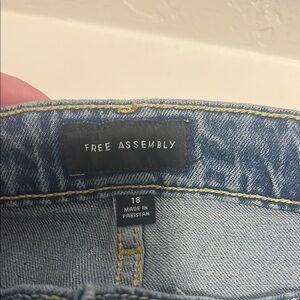 FREE ASSEMBLY
18
MADE IN
PAKISTAN